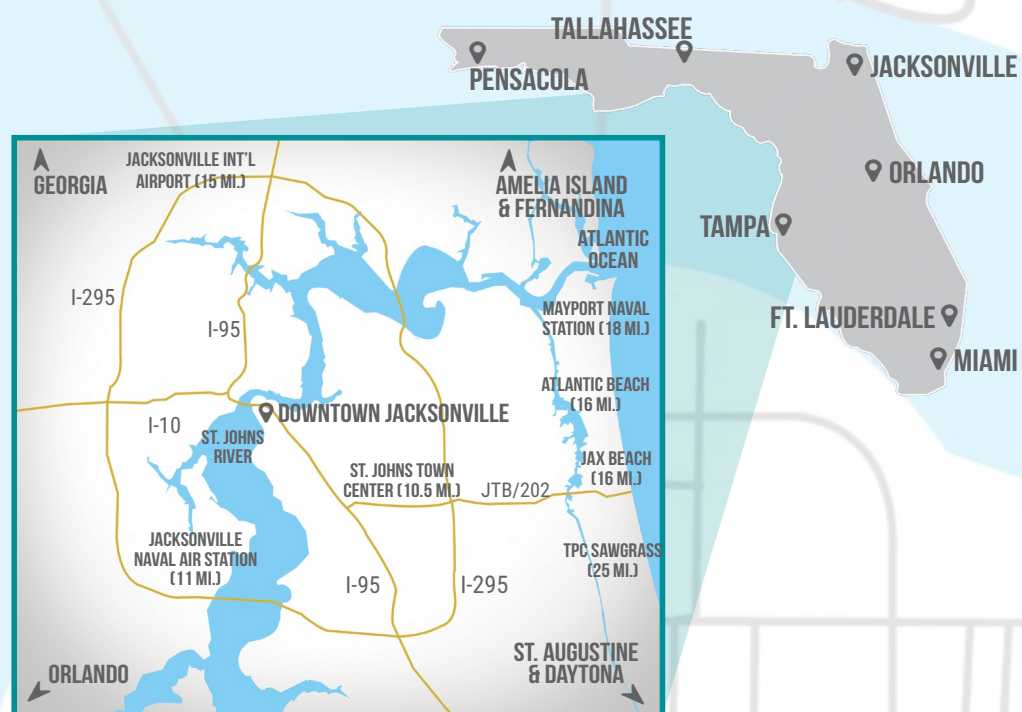 TALLAHASSEE
PENSACOLA
JACKSONVILLE
ORLANDO
TAMPA
FT. LAUDERDALE
MIAMI
GEORGIA
JACKSONVILLE INT'L
AIRPORT (15 MI.)
AMELIA ISLAND
& FERNANDINA
ATLANTIC
OCEAN
I-295
I-95
MAYPORT NAVAL
STATION (18 MI.)
ATLANTIC BEACH
(16 MI.)
DOWNTOWN JACKSONVILLE
I-10
ST. JOHNS
RIVER
ST. JOHNS TOWN
CENTER (10.5 MI.)
JTB/202
JAX BEACH
(16 MI.)
JACKSONVILLE
NAVAL AIR STATION
(11 MI.)
TPC SAWGRASS
(25 MI.)
I-95
I-295
ORLANDO
ST. AUGUSTINE
& DAYTONA